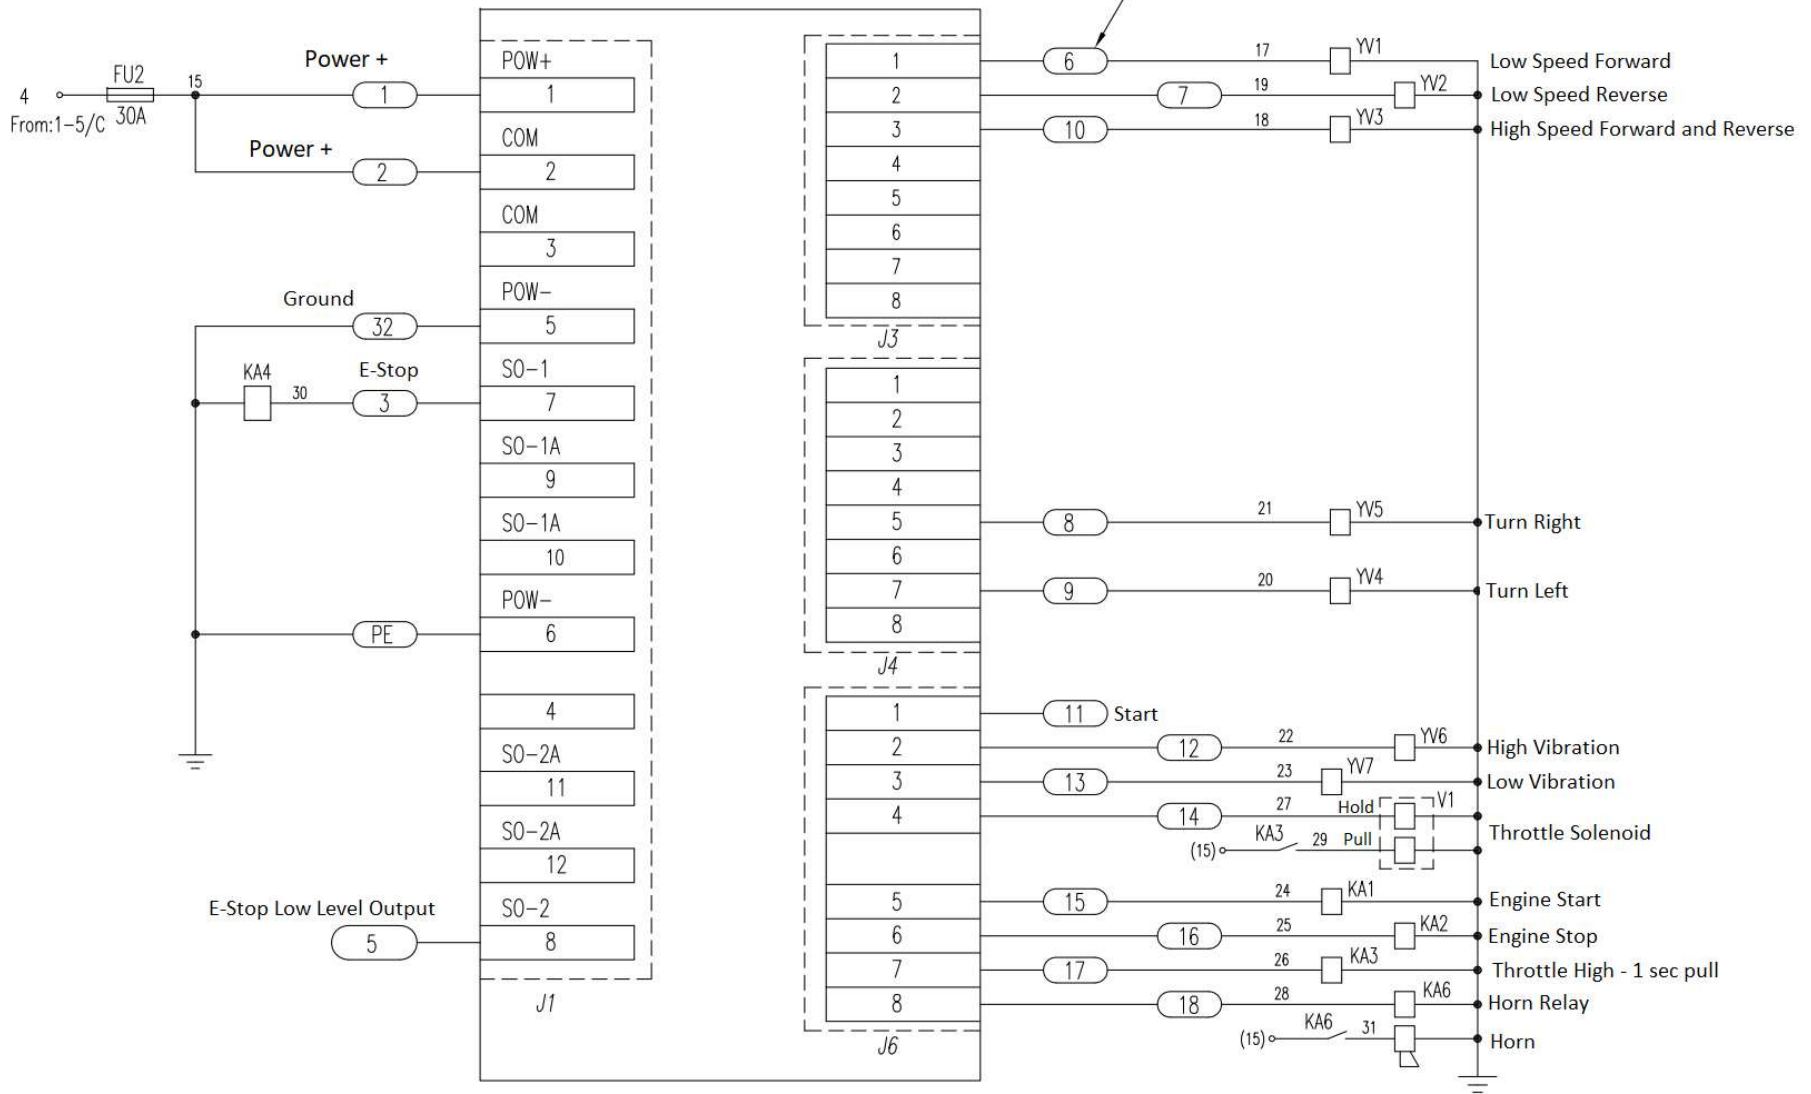 4
From:1-5/C
FU2
30A
15
Power +
1
Power +
2
Ground
32
KA4
30
E-Stop
3
PE
E-Stop Low Level Output
5
POW+
1
COM
2
COM
3
POW-
5
SO-1
7
SO-1A
9
SO-1A
10
POW-
6
4
SO-2A
11
SO-2A
12
SO-2
8
J1
1
2
3
4
5
6
7
8
J3
1
2
3
4
5
6
7
8
J4
1
2
3
4
5
6
7
8
J6
6 17 YV1 Low Speed Forward
7 19 YV2 Low Speed Reverse
10 18 YV3 High Speed Forward and Reverse
8 21 YV5 Turn Right
9 20 YV4 Turn Left
11 Start
12 22 YV6 High Vibration
13 23 YV7 Low Vibration
14 27 Hold V1
Throttle Solenoid
(15) KA3 29 Pull
15 24 KA1 Engine Start
16 25 KA2 Engine Stop
17 26 KA3 Throttle High - 1 sec pull
18 28 KA6 Horn Relay
(15) KA6 31 Horn